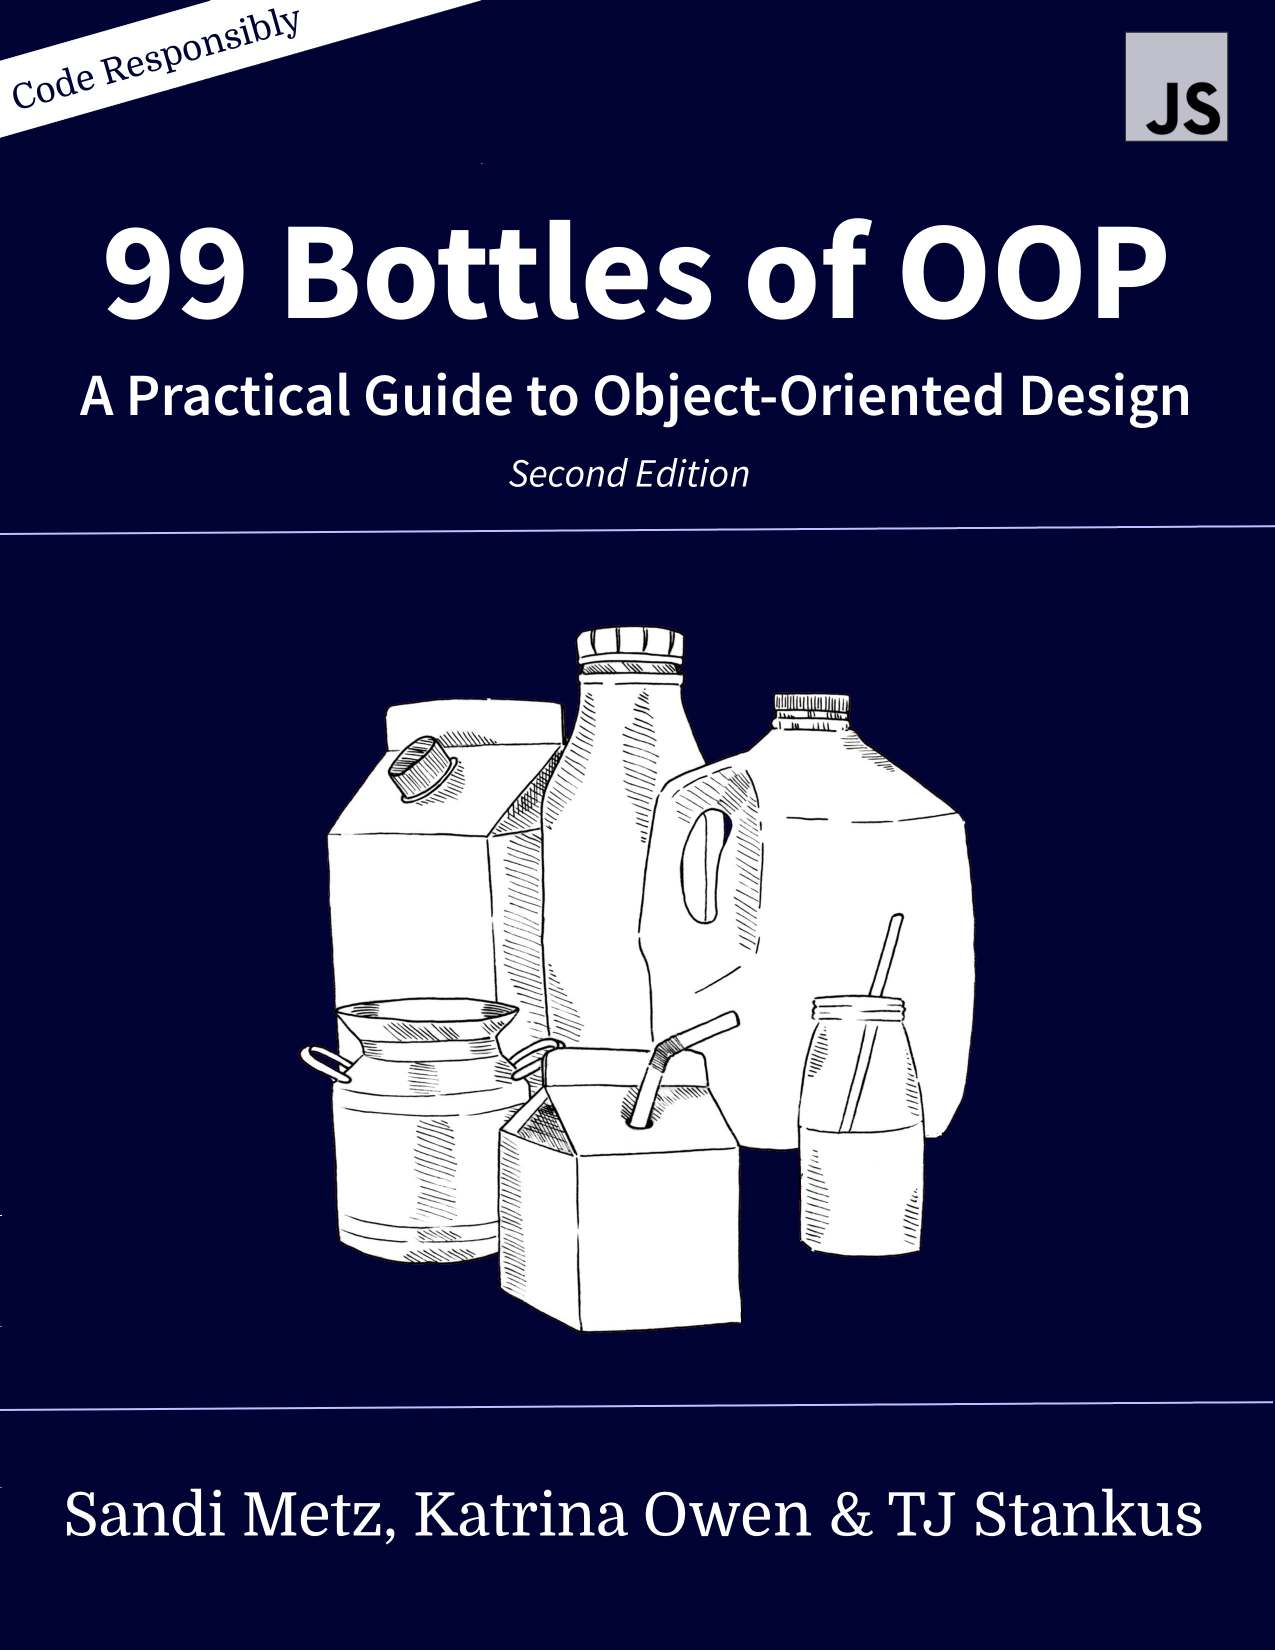 Code Responsibly
JS
99 Bottles of OOP
A Practical Guide to Object-Oriented Design
Second Edition
Sandi Metz, Katrina Owen & TJ Stankus